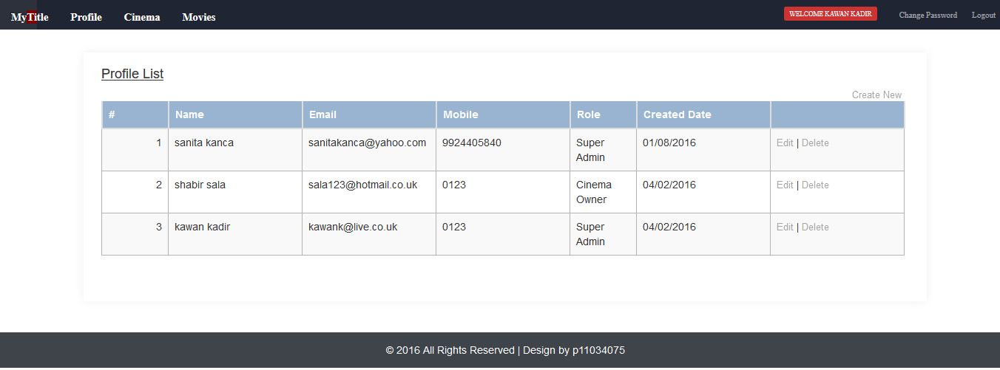 MyTitle Profile Cinema Movies WELCOME KAWAN KADIR Change Password Logout
Profile List
Create New
# Name Email Mobile Role Created Date
1 sanita kanca sanitakanca@yahoo.com 9924405840 Super Admin 01/08/2016 Edit | Delete
2 shabir sala sala123@hotmail.co.uk 0123 Cinema Owner 04/02/2016 Edit | Delete
3 kawan kadir kawank@live.co.uk 0123 Super Admin 04/02/2016 Edit | Delete
© 2016 All Rights Reserved | Design by p11034075